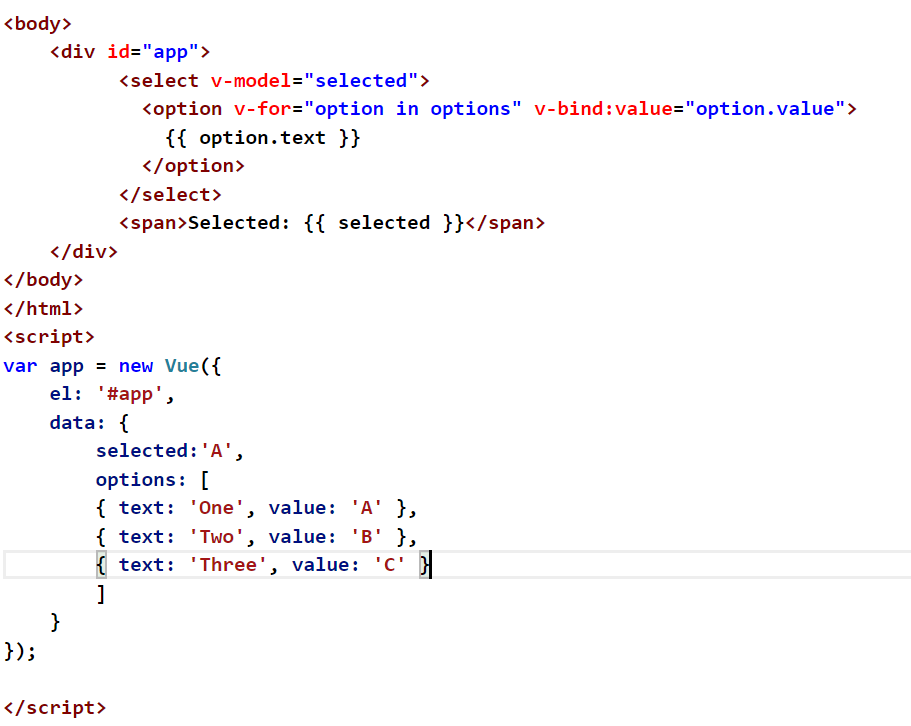 <body>
    <div id="app">
          <select v-model="selected">
            <option v-for="option in options" v-bind:value="option.value">
              {{ option.text }}
            </option>
          </select>
          <span>Selected: {{ selected }}</span>
    </div>
</body>
</html>
<script>
var app = new Vue({
    el: '#app',
    data: {
        selected:'A',
        options: [
        { text: 'One', value: 'A' },
        { text: 'Two', value: 'B' },
        { text: 'Three', value: 'C' }
        ]
    }
});

</script>